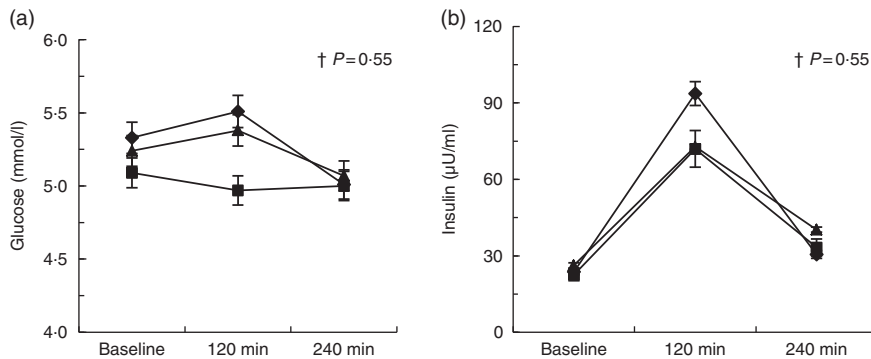 (a)
6·0
5·5
5·0
4·5
4·0
Glucose (mmol/l)
† P=0·55
Baseline 120 min 240 min
(b)
120
90
60
30
0
Insulin (μU/ml)
† P=0·55
Baseline 120 min 240 min